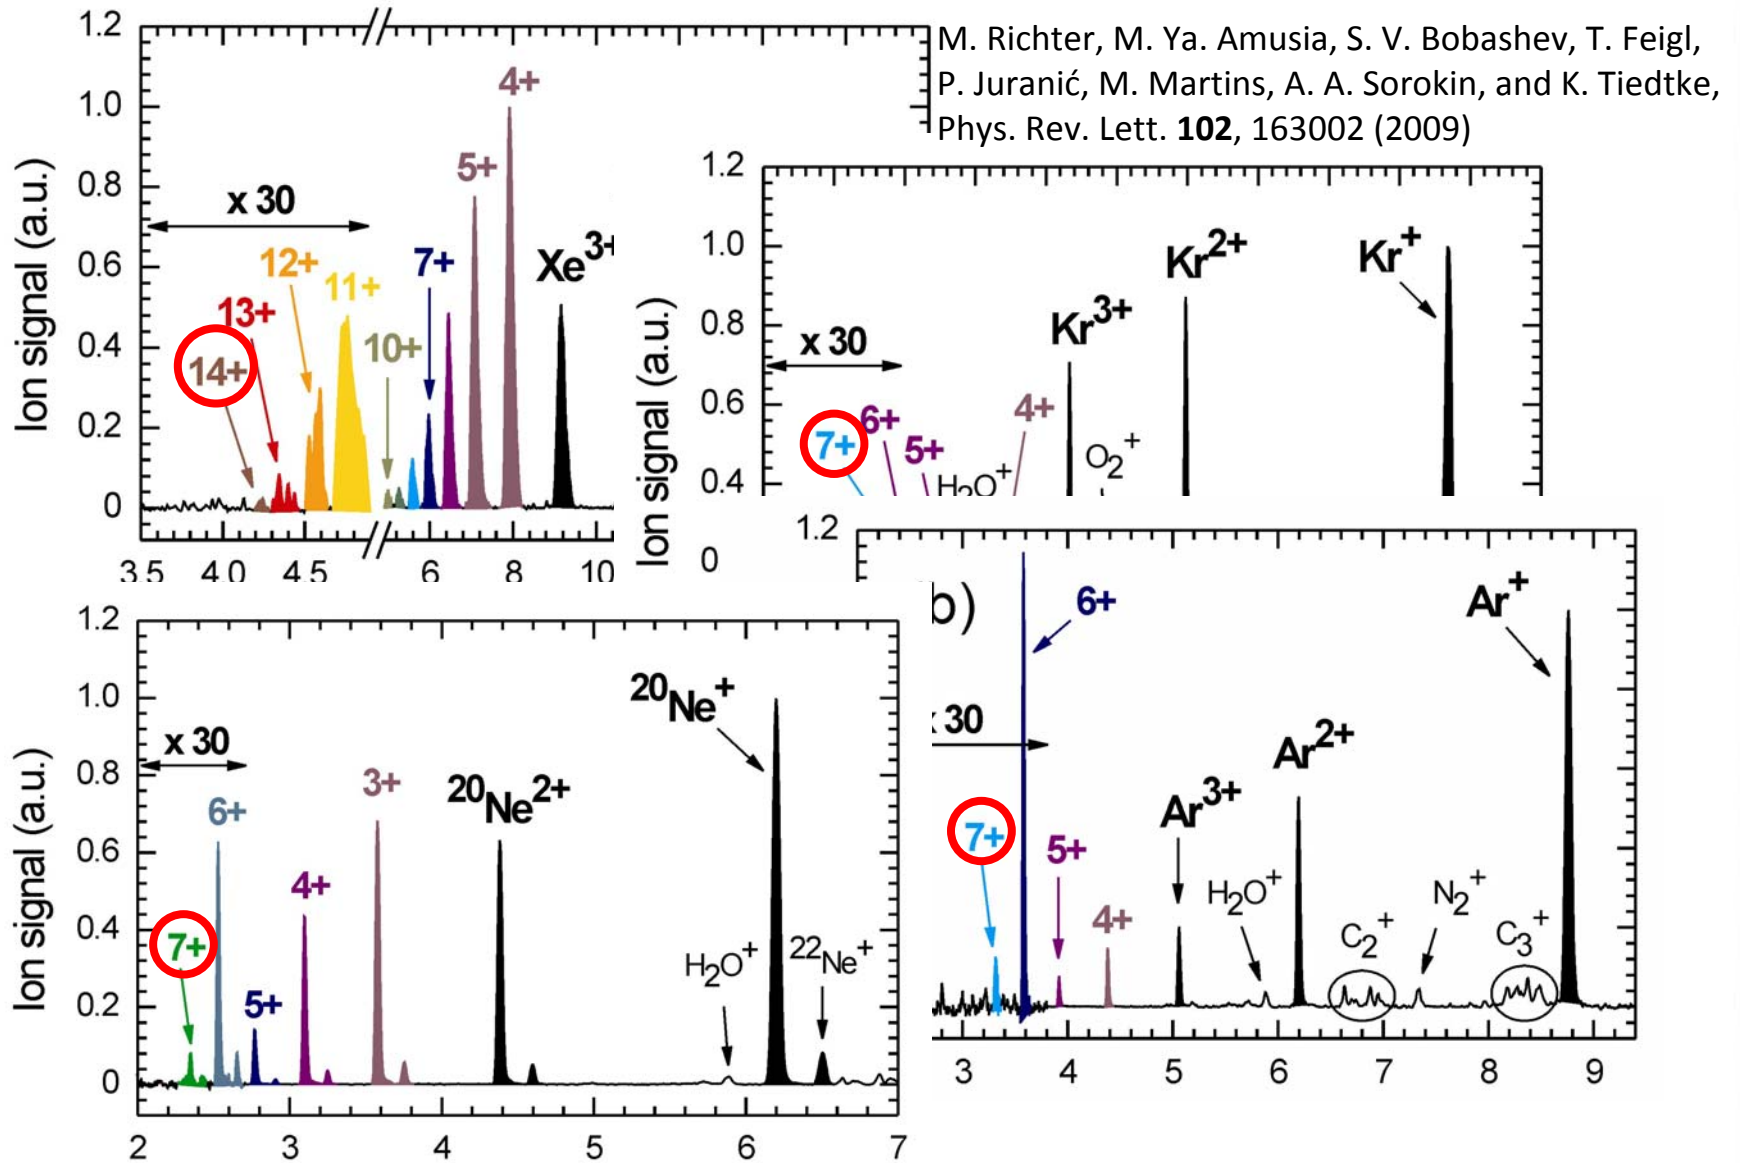 M. Richter, M. Ya. Amusia, S. V. Bobashev, T. Feigl,
P. Juranić, M. Martins, A. A. Sorokin, and K. Tiedtke,
Phys. Rev. Lett. 102, 163002 (2009)
1.2
1.0
0.8
0.6
0.4
0.2
0
Ion signal (a.u.)
x 30
14+
13+
12+
11+
10+
7+
5+
4+
Xe3+
3.5 4.0 4.5 6 8 10
1.2
1.0
0.8
0.6
0.4
0
Ion signal (a.u.)
x 30
7+
6+
5+
H2O+
4+
Kr3+
O2+
Kr2+
Kr+
1.2
b)
x 30
7+
6+
5+
4+
Ar3+
H2O+
Ar2+
C2+
N2+
C3+
Ar+
3 4 5 6 7 8 9
1.2
1.0
0.8
0.6
0.4
0.2
0
Ion signal (a.u.)
x 30
7+
6+
5+
4+
3+
20Ne2+
H2O+
20Ne+
22Ne+
2 3 4 5 6 7